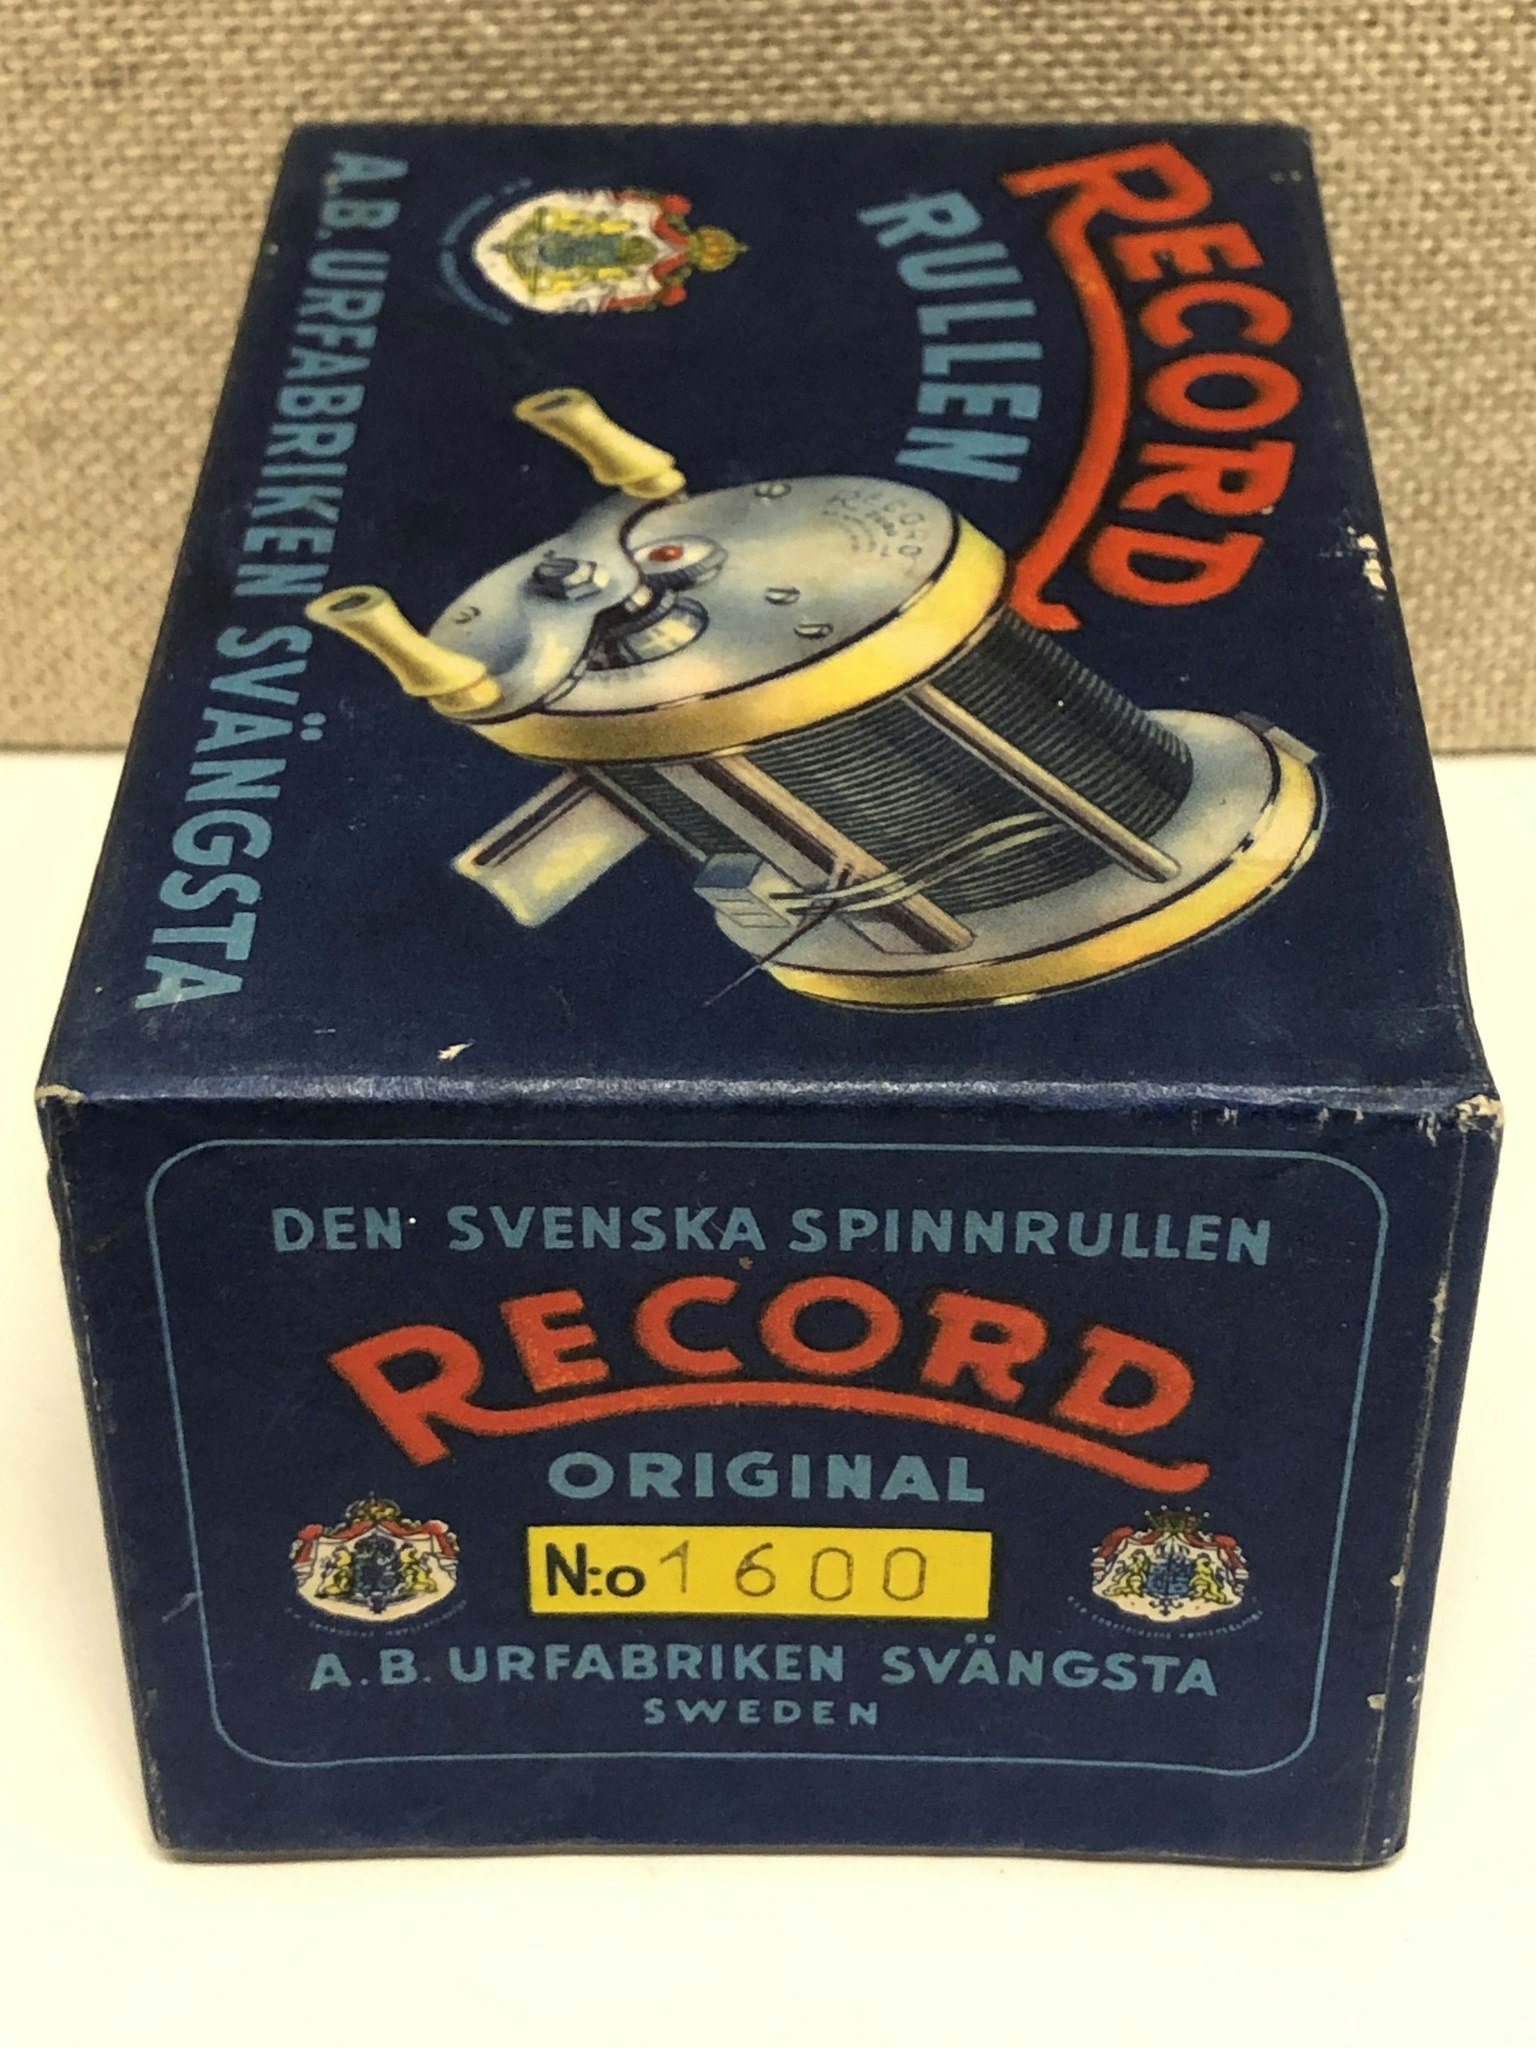 RECORD
RULLEN
A.B. URFABRIKEN SVÄNGSTA
DEN SVENSKA SPINNRULLEN
RECORD
ORIGINAL
N:o 1600
A.B. URFABRIKEN SVÄNGSTA
SWEDEN